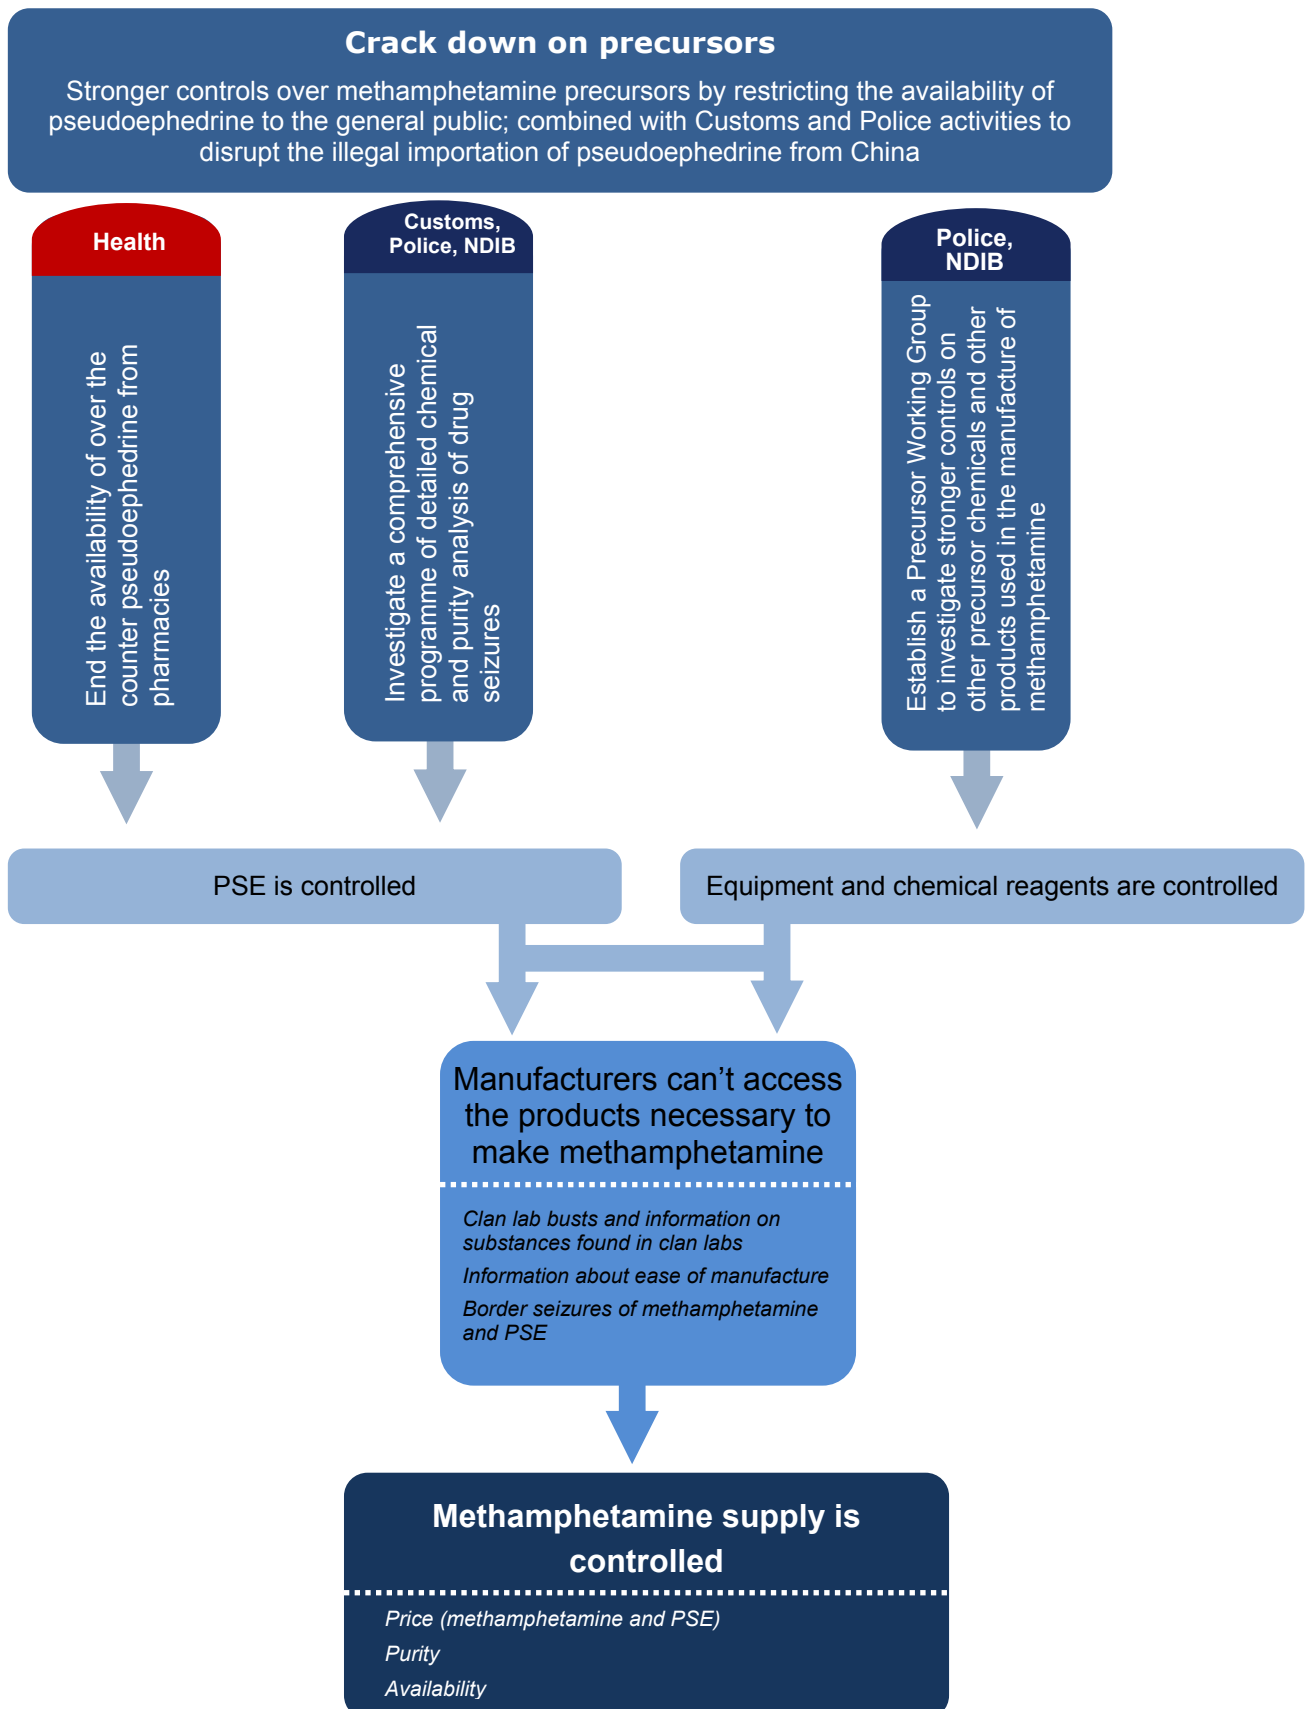 Crack down on precursors
Stronger controls over methamphetamine precursors by restricting the availability of
pseudoephedrine to the general public; combined with Customs and Police activities to
disrupt the illegal importation of pseudoephedrine from China
Health
End the availability of over the
counter pseudoephedrine from
pharmacies
Customs,
Police, NDIB
Investigate a comprehensive
programme of detailed chemical
and purity analysis of drug
seizures
Police,
NDIB
Establish a Precursor Working Group
to investigate stronger controls on
other precursor chemicals and other
products used in the manufacture of
methamphetamine
PSE is controlled
Equipment and chemical reagents are controlled
Manufacturers can’t access
the products necessary to
make methamphetamine
Clan lab busts and information on
substances found in clan labs
Information about ease of manufacture
Border seizures of methamphetamine
and PSE
Methamphetamine supply is
controlled
Price (methamphetamine and PSE)
Purity
Availability